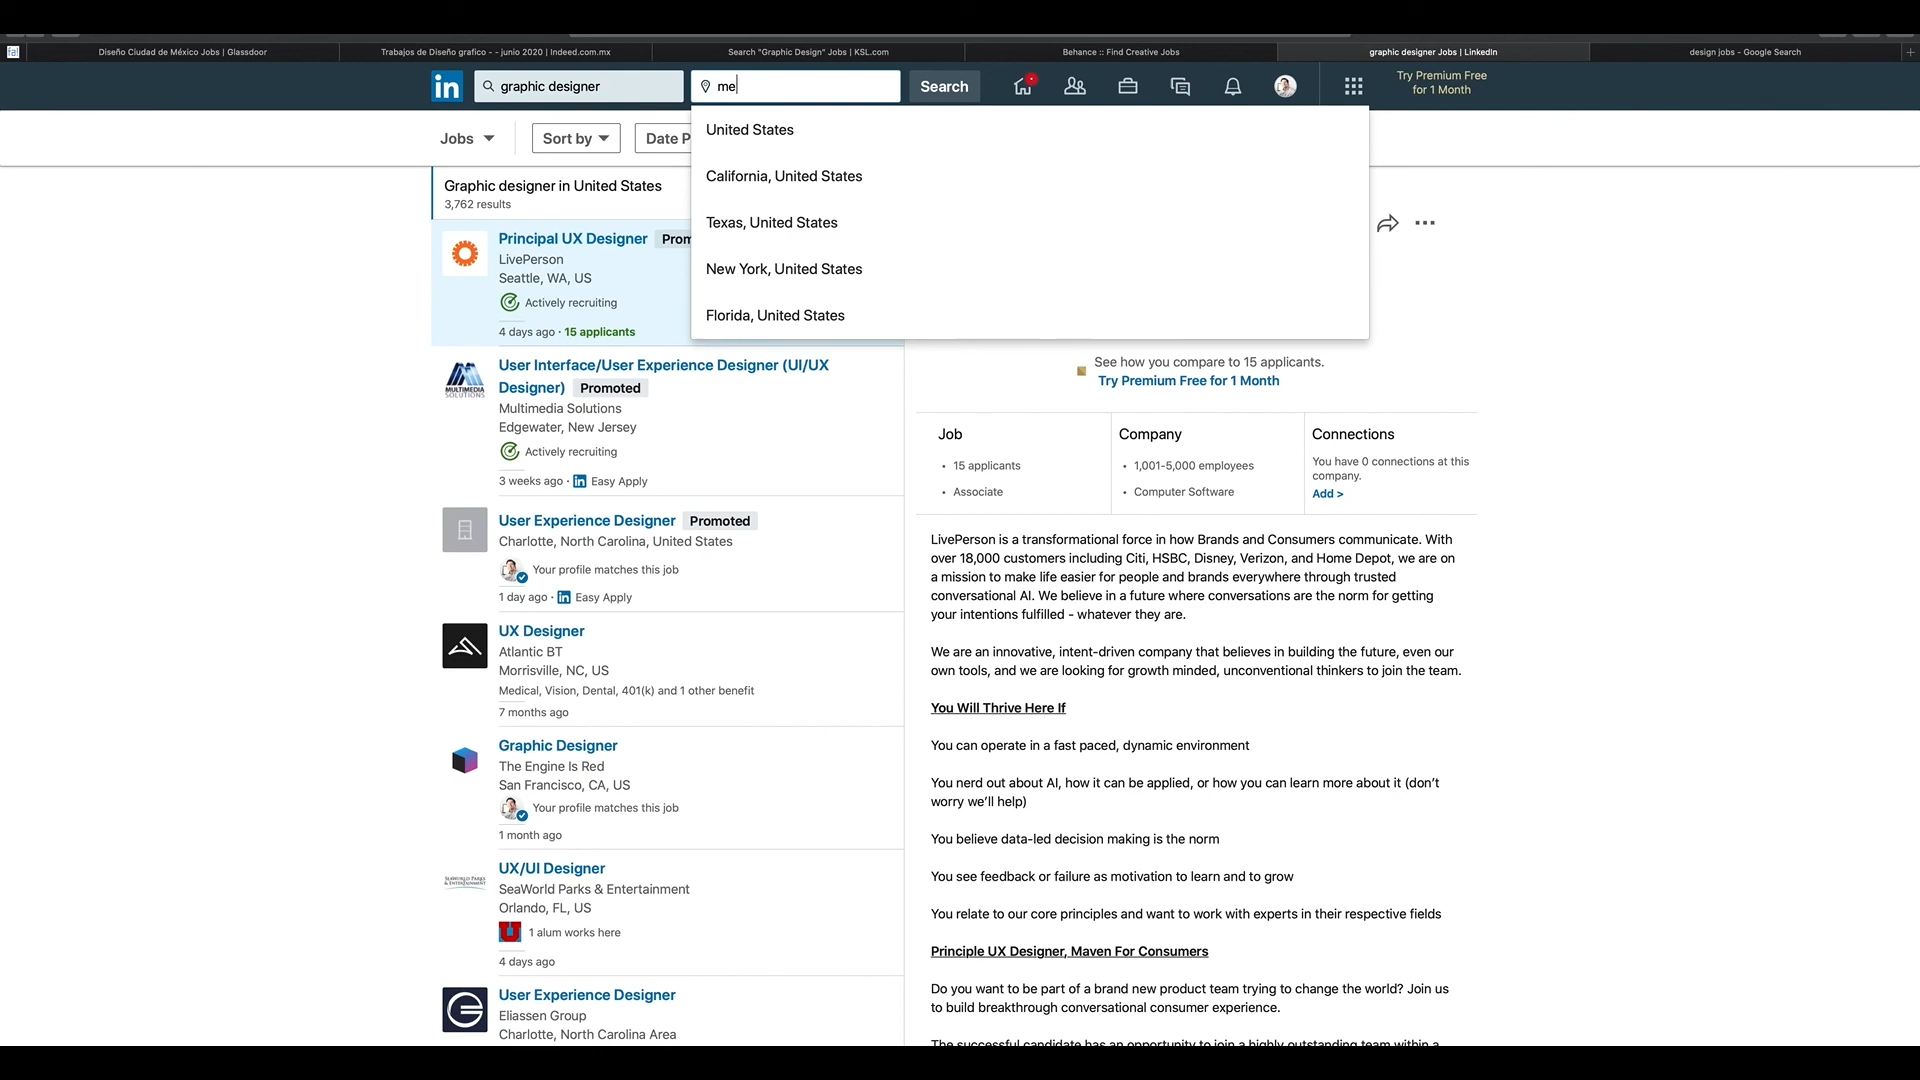 Diseño Ciudad de México Jobs | Glassdoor
Trabajos de Diseño grafico - - junio 2020 | Indeed.com.mx
Search "Graphic Design" Jobs | KSL.com
Behance :: Find Creative Jobs
graphic designer Jobs | LinkedIn
design jobs - Google Search
in
graphic designer
me
Search
Try Premium Free
for 1 Month
Jobs
Sort by
Date P
United States
California, United States
Texas, United States
New York, United States
Florida, United States
Graphic designer in United States
3,762 results
Principal UX Designer Prom
LivePerson
Seattle, WA, US
Actively recruiting
4 days ago · 15 applicants
MULTIMEDIA
SOLUTIONS
User Interface/User Experience Designer (UI/UX
Designer) Promoted
Multimedia Solutions
Edgewater, New Jersey
Actively recruiting
3 weeks ago · in Easy Apply
User Experience Designer Promoted
Charlotte, North Carolina, United States
Your profile matches this job
1 day ago · in Easy Apply
UX Designer
Atlantic BT
Morrisville, NC, US
Medical, Vision, Dental, 401(k) and 1 other benefit
7 months ago
Graphic Designer
The Engine Is Red
San Francisco, CA, US
Your profile matches this job
1 month ago
SEAWORLD PARKS
& ENTERTAINMENT
UX/UI Designer
SeaWorld Parks & Entertainment
Orlando, FL, US
U 1 alum works here
4 days ago
User Experience Designer
Eliassen Group
Charlotte, North Carolina Area
See how you compare to 15 applicants.
Try Premium Free for 1 Month
Job
• 15 applicants
• Associate
Company
• 1,001-5,000 employees
• Computer Software
Connections
You have 0 connections at this
company.
Add >
LivePerson is a transformational force in how Brands and Consumers communicate. With
over 18,000 customers including Citi, HSBC, Disney, Verizon, and Home Depot, we are on
a mission to make life easier for people and brands everywhere through trusted
conversational AI. We believe in a future where conversations are the norm for getting
your intentions fulfilled - whatever they are.
We are an innovative, intent-driven company that believes in building the future, even our
own tools, and we are looking for growth minded, unconventional thinkers to join the team.
You Will Thrive Here If
You can operate in a fast paced, dynamic environment
You nerd out about AI, how it can be applied, or how you can learn more about it (don't
worry we'll help)
You believe data-led decision making is the norm
You see feedback or failure as motivation to learn and to grow
You relate to our core principles and want to work with experts in their respective fields
Principle UX Designer, Maven For Consumers
Do you want to be part of a brand new product team trying to change the world? Join us
to build breakthrough conversational consumer experience.
The successful candidate has an opportunity to join a highly outstanding team within a